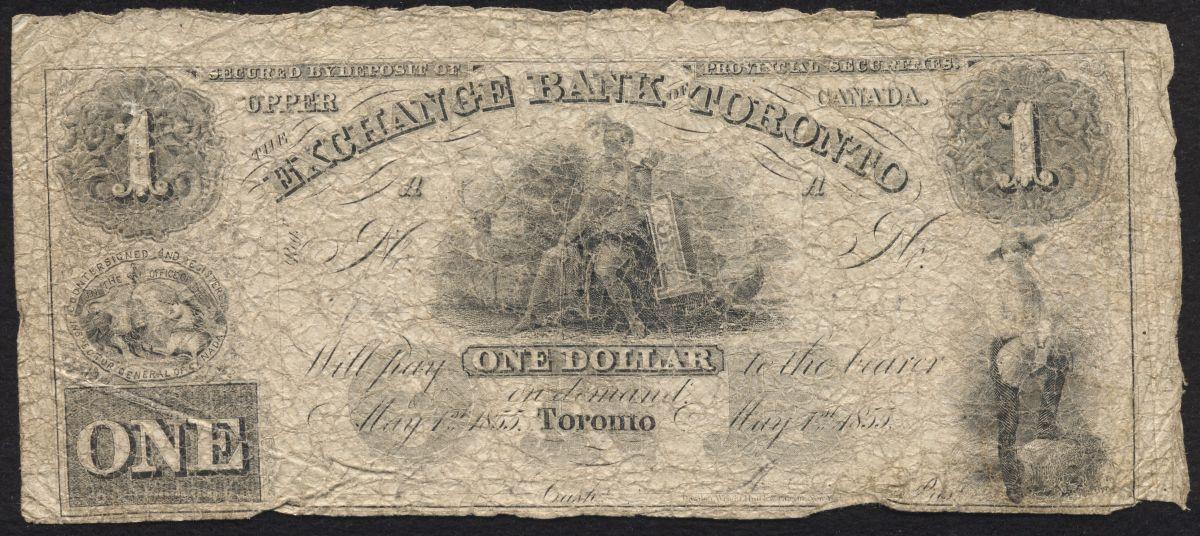 SECURED BY DEPOSIT OF PROVINCIAL SECURITIES.
UPPER CANADA.
THE EXCHANGE BANK OF TORONTO
1 1
A A
No. No.
COUNTERSIGNED AND REGISTERED
IN THE OFFICE OF THE
GENERAL OF CANADA
Will pay ONE DOLLAR to the bearer
on demand
May 1st 1855. Toronto May 1st 1855.
ONE
Cash